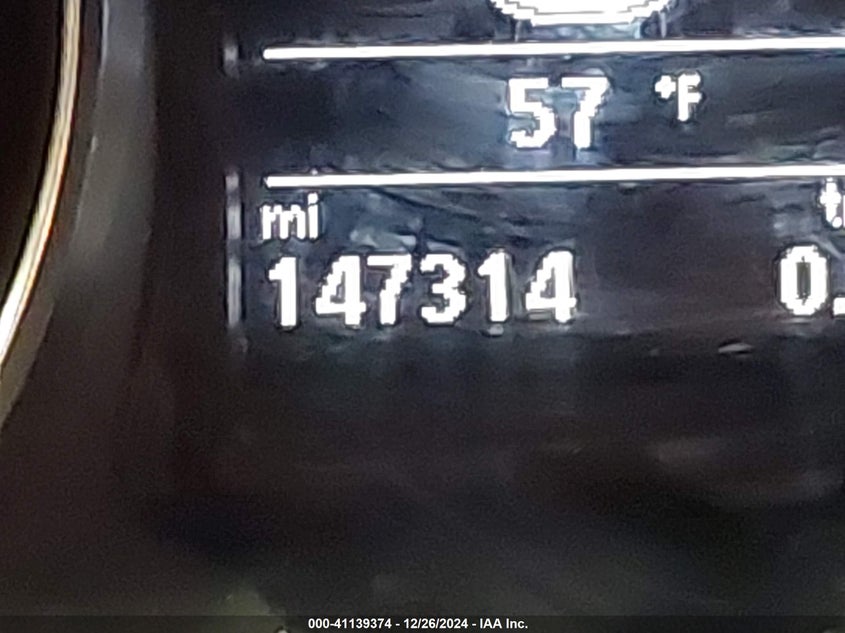 57 °F
mi
147314 0.
000-41139374 - 12/26/2024 - IAA Inc.